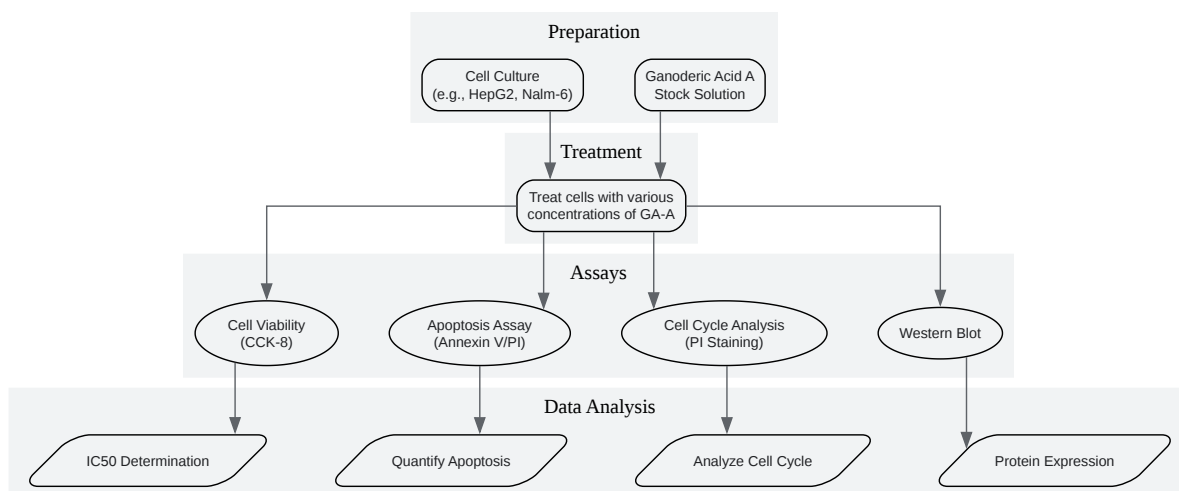 Preparation
Cell Culture
(e.g., HepG2, Nalm-6)
Ganoderic Acid A
Stock Solution
Treatment
Treat cells with various
concentrations of GA-A
Assays
Cell Viability
(CCK-8)
Apoptosis Assay
(Annexin V/PI)
Cell Cycle Analysis
(PI Staining)
Western Blot
Data Analysis
IC50 Determination
Quantify Apoptosis
Analyze Cell Cycle
Protein Expression